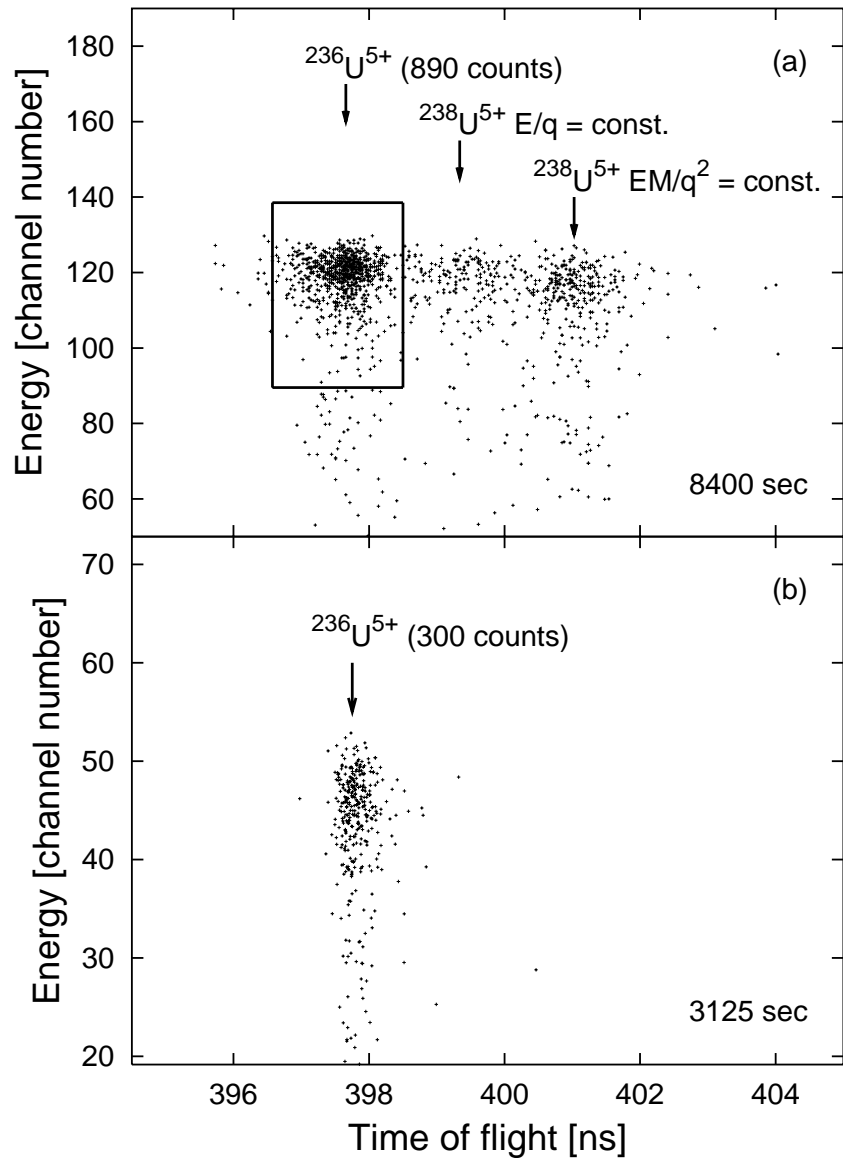 180
160
140
120
100
80
60
Energy [channel number]
(a)
²³⁶U⁵⁺ (890 counts)
²³⁸U⁵⁺ E/q = const.
²³⁸U⁵⁺ EM/q² = const.
8400 sec
70
60
50
40
30
20
Energy [channel number]
(b)
²³⁶U⁵⁺ (300 counts)
3125 sec
396 398 400 402 404
Time of flight [ns]